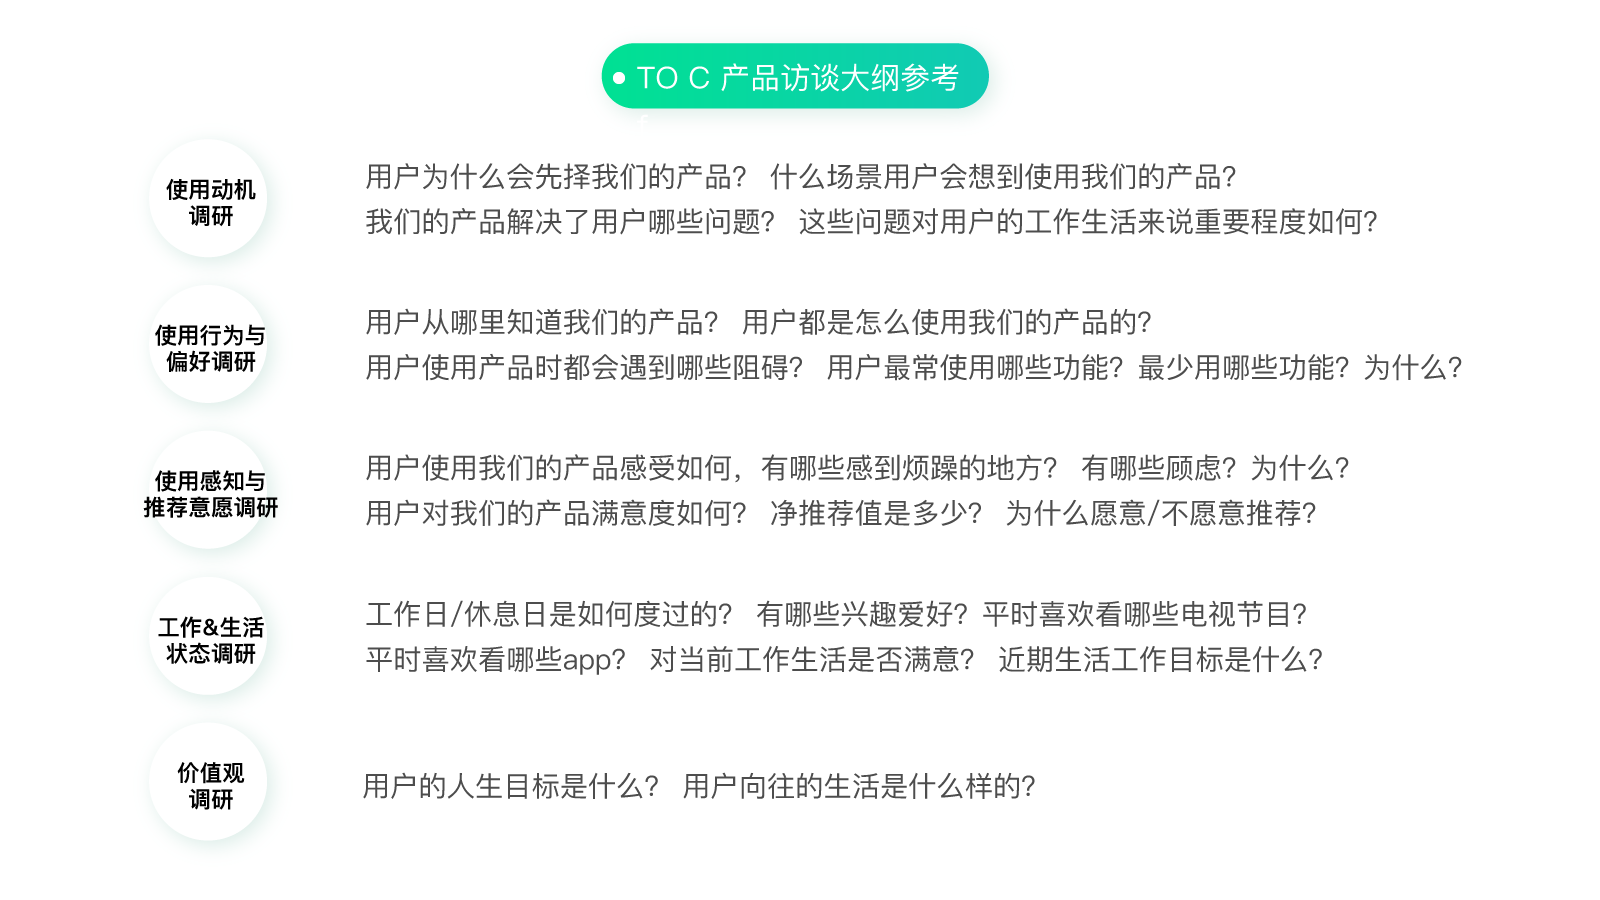 TO C 产品访谈大纲参考
使用动机
调研
用户为什么会先择我们的产品？ 什么场景用户会想到使用我们的产品？
我们的产品解决了用户哪些问题？ 这些问题对用户的工作生活来说重要程度如何？
使用行为与
偏好调研
用户从哪里知道我们的产品？ 用户都是怎么使用我们的产品的？
用户使用产品时都会遇到哪些阻碍？ 用户最常使用哪些功能？最少用哪些功能？为什么？
使用感知与
推荐意愿调研
用户使用我们的产品感受如何，有哪些感到烦躁的地方？ 有哪些顾虑？为什么？
用户对我们的产品满意度如何？ 净推荐值是多少？ 为什么愿意/不愿意推荐？
工作&生活
状态调研
工作日/休息日是如何度过的？ 有哪些兴趣爱好？平时喜欢看哪些电视节目？
平时喜欢看哪些app？ 对当前工作生活是否满意？ 近期生活工作目标是什么？
价值观
调研
用户的人生目标是什么？ 用户向往的生活是什么样的？